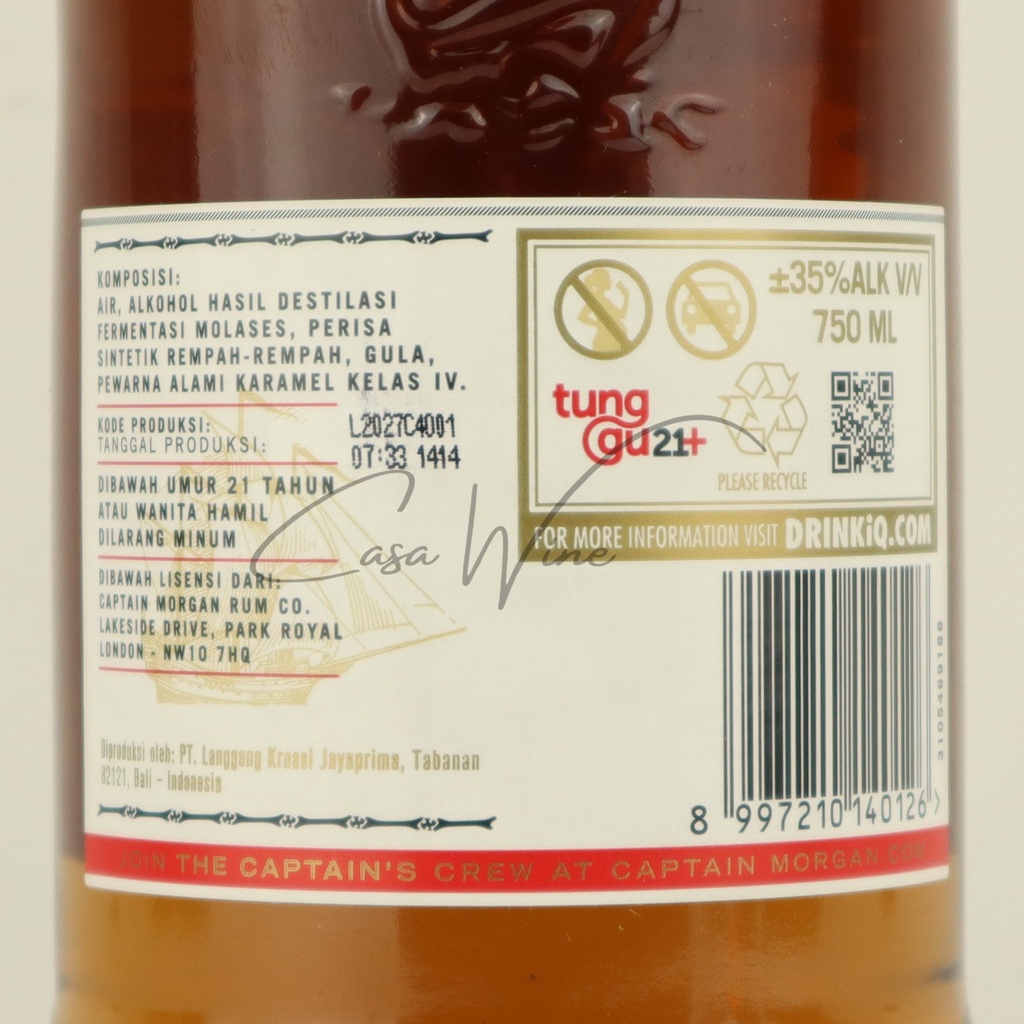 KOMPOSISI:
AIR, ALKOHOL HASIL DESTILASI
FERMENTASI MOLASES, PERISA
SINTETIK REMPAH-REMPAH, GULA,
PEWARNA ALAMI KARAMEL KELAS IV.
KODE PRODUKSI: L2027C4001
TANGGAL PRODUKSI: 07:33 1414
DIBAWAH UMUR 21 TAHUN
ATAU WANITA HAMIL
DILARANG MINUM
DIBAWAH LISENSI DARI:
CAPTAIN MORGAN RUM CO.
LAKESIDE DRIVE, PARK ROYAL
LONDON - NW10 7HQ
Diproduksi oleh: PT. Langgeng Kreasi Jayaprima, Tabanan
82121, Bali - Indonesia
±35%ALK V/V
750 ML
tung
gu 21+
PLEASE RECYCLE
FOR MORE INFORMATION VISIT DRINKiQ.COM
Casa Wine
8 997210 140126 >
JOIN THE CAPTAIN'S CREW AT CAPTAIN MORGAN.COM